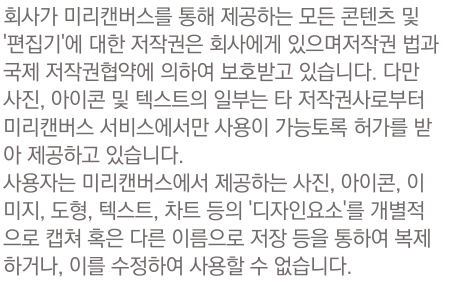 회사가 미리캔버스를 통해 제공하는 모든 콘텐츠 및
'편집기'에 대한 저작권은 회사에게 있으며저작권 법과
국제 저작권협약에 의하여 보호받고 있습니다. 다만
사진, 아이콘 및 텍스트의 일부는 타 저작권사로부터
미리캔버스 서비스에서만 사용이 가능토록 허가를 받
아 제공하고 있습니다.
사용자는 미리캔버스에서 제공하는 사진, 아이콘, 이
미지, 도형, 텍스트, 차트 등의 '디자인요소'를 개별적
으로 캡쳐 혹은 다른 이름으로 저장 등을 통하여 복제
하거나, 이를 수정하여 사용할 수 없습니다.